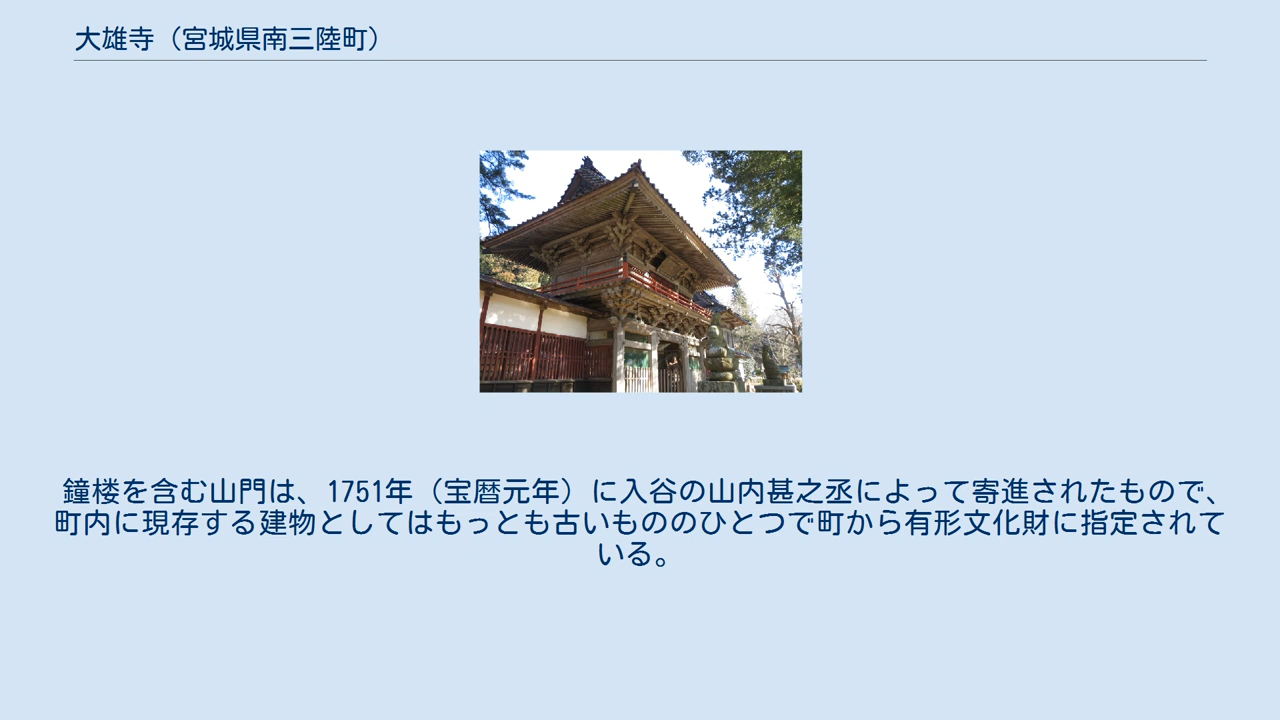 大雄寺（宮城県南三陸町）
鐘楼を含む山門は、1751年（宝暦元年）に入谷の山内甚之丞によって寄進されたもので、
町内に現存する建物としてはもっとも古いもののひとつで町から有形文化財に指定されて
いる。